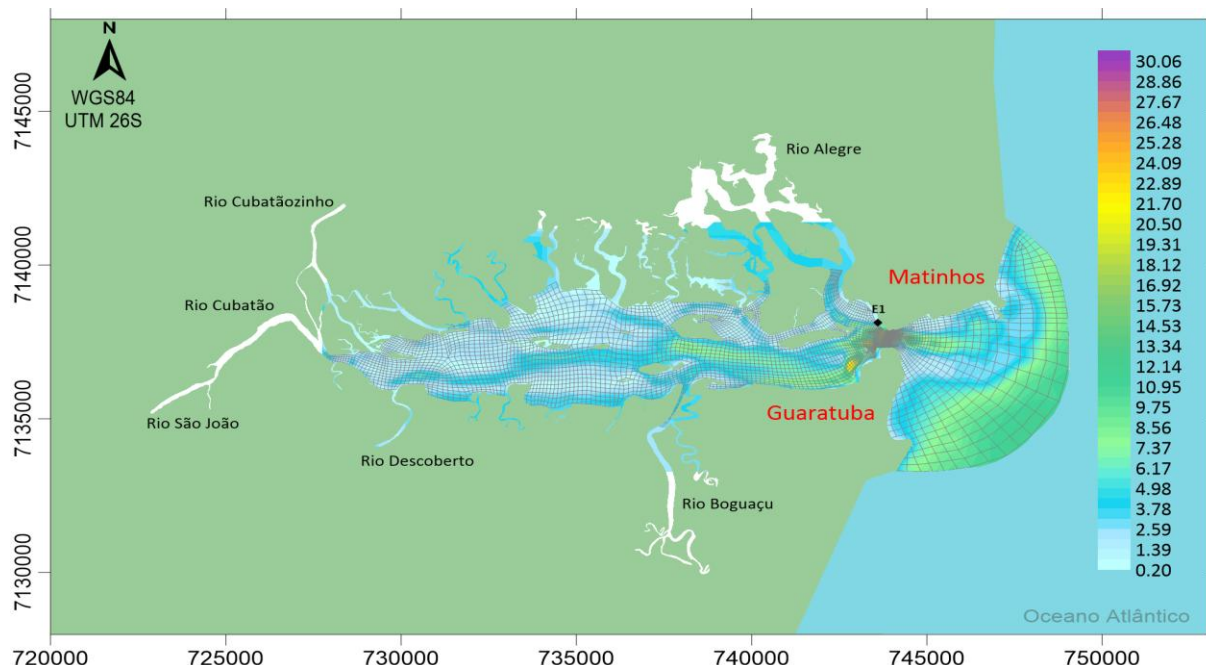 N
WGS84
UTM 26S
7145000
7140000
7135000
7130000
Rio Alegre
Rio Cubatãozinho
Rio Cubatão
Matinhos
E1
Guaratuba
Rio São João
Rio Descoberto
Rio Boguaçu
30.06
28.86
27.67
26.48
25.28
24.09
22.89
21.70
20.50
19.31
18.12
16.92
15.73
14.53
13.34
12.14
10.95
9.75
8.56
7.37
6.17
4.98
3.78
2.59
1.39
0.20
Oceano Atlântico
720000
725000
730000
735000
740000
745000
750000